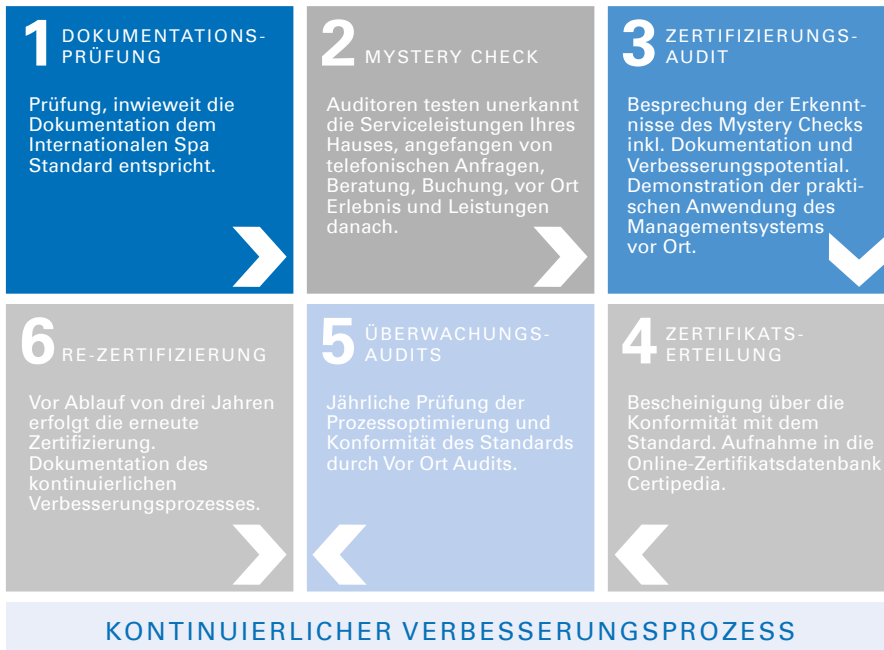 1 DOKUMENTATIONS-
PRÜFUNG
Prüfung, inwieweit die
Dokumentation dem
Internationalen Spa
Standard entspricht.
2 MYSTERY CHECK
Auditoren testen unerkannt
die Serviceleistungen Ihres
Hauses, angefangen von
telefonischen Anfragen,
Beratung, Buchung, vor Ort
Erlebnis und Leistungen
danach.
3 ZERTIFIZIERUNGS-
AUDIT
Besprechung der Erkennt-
nisse des Mystery Checks
inkl. Dokumentation und
Verbesserungspotential.
Demonstration der prakti-
schen Anwendung des
Managementsystems
vor Ort.
4 ZERTIFIKATS-
ERTEILUNG
Bescheinigung über die
Konformität mit dem
Standard. Aufnahme in die
Online-Zertifikatsdatenbank
Certipedia.
5 ÜBERWACHUNGS-
AUDITS
Jährliche Prüfung der
Prozessoptimierung und
Konformität des Standards
durch Vor Ort Audits.
6 RE-ZERTIFIZIERUNG
Vor Ablauf von drei Jahren
erfolgt die erneute
Zertifizierung.
Dokumentation des
kontinuierlichen
Verbesserungsprozesses.
KONTINUIERLICHER VERBESSERUNGSPROZESS